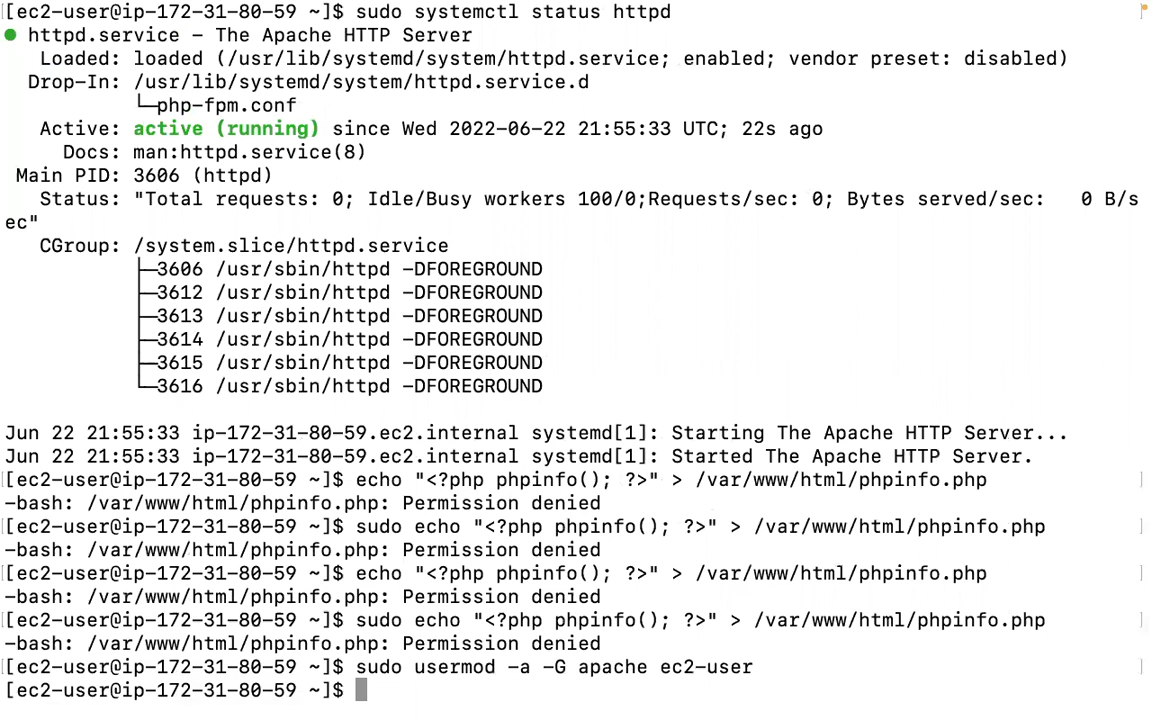 [ec2-user@ip-172-31-80-59 ~]$ sudo systemctl status httpd
● httpd.service - The Apache HTTP Server
   Loaded: loaded (/usr/lib/systemd/system/httpd.service; enabled; vendor preset: disabled)
  Drop-In: /usr/lib/systemd/system/httpd.service.d
           └─php-fpm.conf
   Active: active (running) since Wed 2022-06-22 21:55:33 UTC; 22s ago
     Docs: man:httpd.service(8)
 Main PID: 3606 (httpd)
   Status: "Total requests: 0; Idle/Busy workers 100/0;Requests/sec: 0; Bytes served/sec:   0 B/s
ec"
   CGroup: /system.slice/httpd.service
           ├─3606 /usr/sbin/httpd -DFOREGROUND
           ├─3612 /usr/sbin/httpd -DFOREGROUND
           ├─3613 /usr/sbin/httpd -DFOREGROUND
           ├─3614 /usr/sbin/httpd -DFOREGROUND
           ├─3615 /usr/sbin/httpd -DFOREGROUND
           └─3616 /usr/sbin/httpd -DFOREGROUND

Jun 22 21:55:33 ip-172-31-80-59.ec2.internal systemd[1]: Starting The Apache HTTP Server...
Jun 22 21:55:33 ip-172-31-80-59.ec2.internal systemd[1]: Started The Apache HTTP Server.
[ec2-user@ip-172-31-80-59 ~]$ echo "<?php phpinfo(); ?>" > /var/www/html/phpinfo.php
-bash: /var/www/html/phpinfo.php: Permission denied
[ec2-user@ip-172-31-80-59 ~]$ sudo echo "<?php phpinfo(); ?>" > /var/www/html/phpinfo.php
-bash: /var/www/html/phpinfo.php: Permission denied
[ec2-user@ip-172-31-80-59 ~]$ echo "<?php phpinfo(); ?>" > /var/www/html/phpinfo.php
-bash: /var/www/html/phpinfo.php: Permission denied
[ec2-user@ip-172-31-80-59 ~]$ sudo echo "<?php phpinfo(); ?>" > /var/www/html/phpinfo.php
-bash: /var/www/html/phpinfo.php: Permission denied
[ec2-user@ip-172-31-80-59 ~]$ sudo usermod -a -G apache ec2-user
[ec2-user@ip-172-31-80-59 ~]$